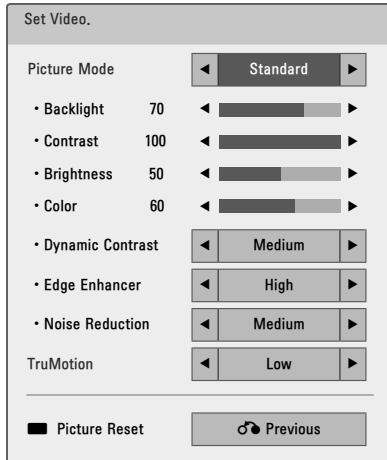 Set Video.
Picture Mode Standard
• Backlight 70
• Contrast 100
• Brightness 50
• Color 60
• Dynamic Contrast Medium
• Edge Enhancer High
• Noise Reduction Medium
TruMotion Low
Picture Reset Previous